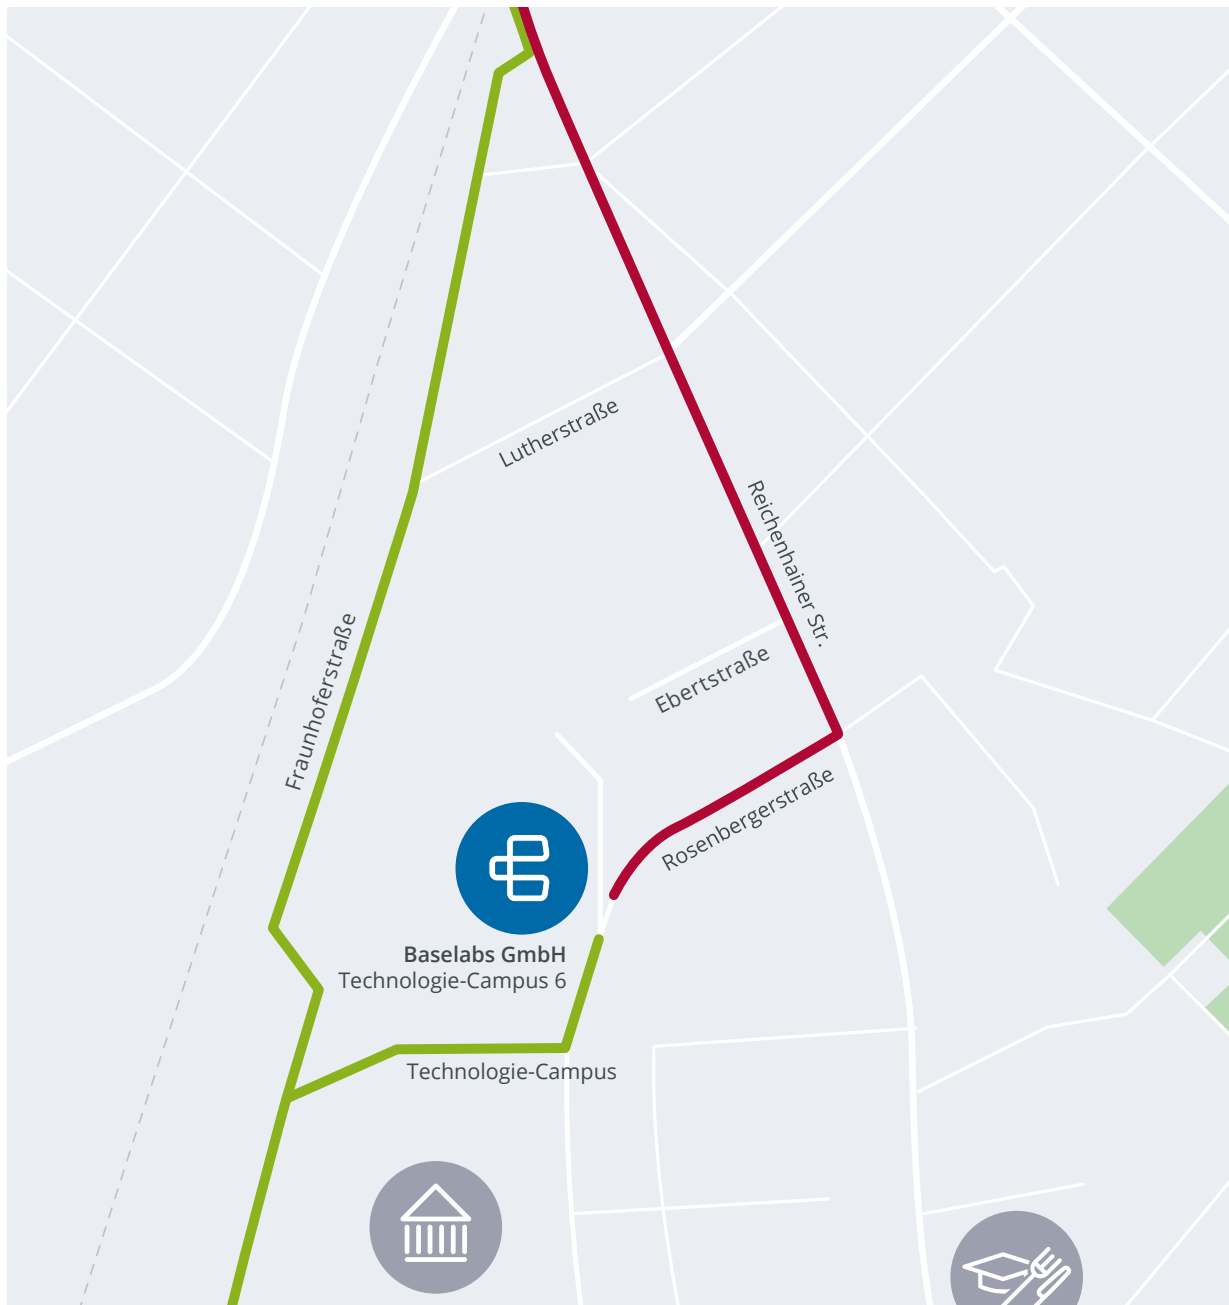 Lutherstraße
Reichenhainer Str.
Fraunhoferstraße
Ebertstraße
Rosenbergerstraße
Baselabs GmbH
Technologie-Campus 6
Technologie-Campus